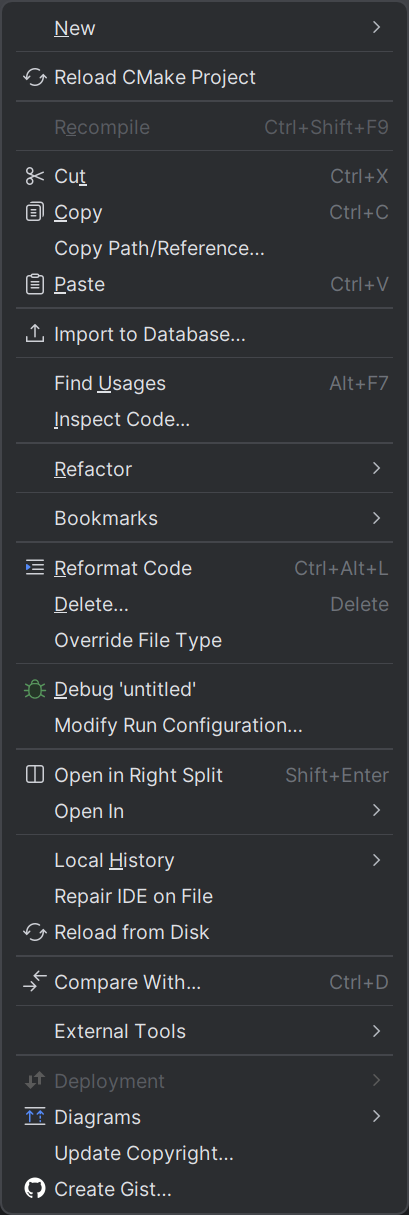 New
Reload CMake Project
Recompile Ctrl+Shift+F9
Cut Ctrl+X
Copy Ctrl+C
Copy Path/Reference...
Paste Ctrl+V
Import to Database...
Find Usages Alt+F7
Inspect Code...
Refactor
Bookmarks
Reformat Code Ctrl+Alt+L
Delete... Delete
Override File Type
Debug 'untitled'
Modify Run Configuration...
Open in Right Split Shift+Enter
Open In
Local History
Repair IDE on File
Reload from Disk
Compare With... Ctrl+D
External Tools
Deployment
Diagrams
Update Copyright...
Create Gist...